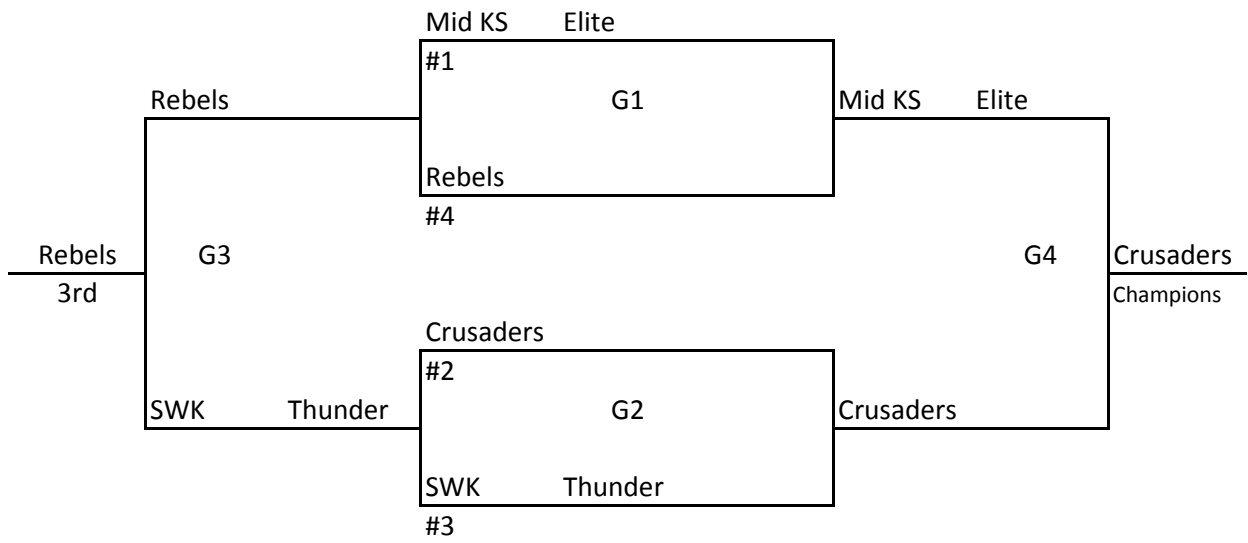 Mid KS Elite
#1
Rebels G1 Mid KS Elite
Rebels
#4
Rebels G3 G4 Crusaders
3rd Champions
Crusaders
#2
SWK Thunder G2 Crusaders
SWK Thunder
#3